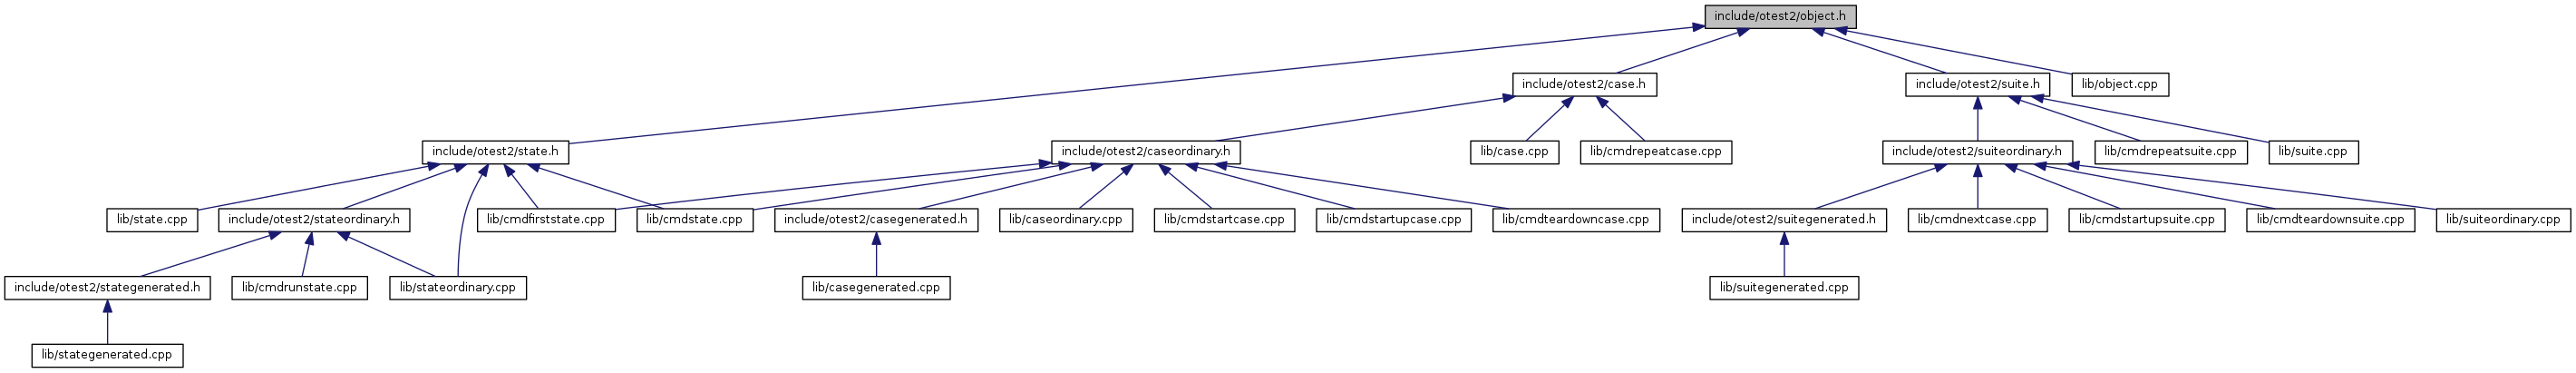 include/otest2/object.h
include/otest2/case.h
include/otest2/suite.h
lib/object.cpp
include/otest2/state.h
include/otest2/caseordinary.h
lib/case.cpp
lib/cmdrepeatcase.cpp
include/otest2/suiteordinary.h
lib/cmdrepeatsuite.cpp
lib/suite.cpp
lib/state.cpp
include/otest2/stateordinary.h
lib/cmdfirststate.cpp
lib/cmdstate.cpp
include/otest2/casegenerated.h
lib/caseordinary.cpp
lib/cmdstartcase.cpp
lib/cmdstartupcase.cpp
lib/cmdteardowncase.cpp
include/otest2/suitegenerated.h
lib/cmdnextcase.cpp
lib/cmdstartupsuite.cpp
lib/cmdteardownsuite.cpp
lib/suiteordinary.cpp
include/otest2/stategenerated.h
lib/cmdrunstate.cpp
lib/stateordinary.cpp
lib/casegenerated.cpp
lib/suitegenerated.cpp
lib/stategenerated.cpp